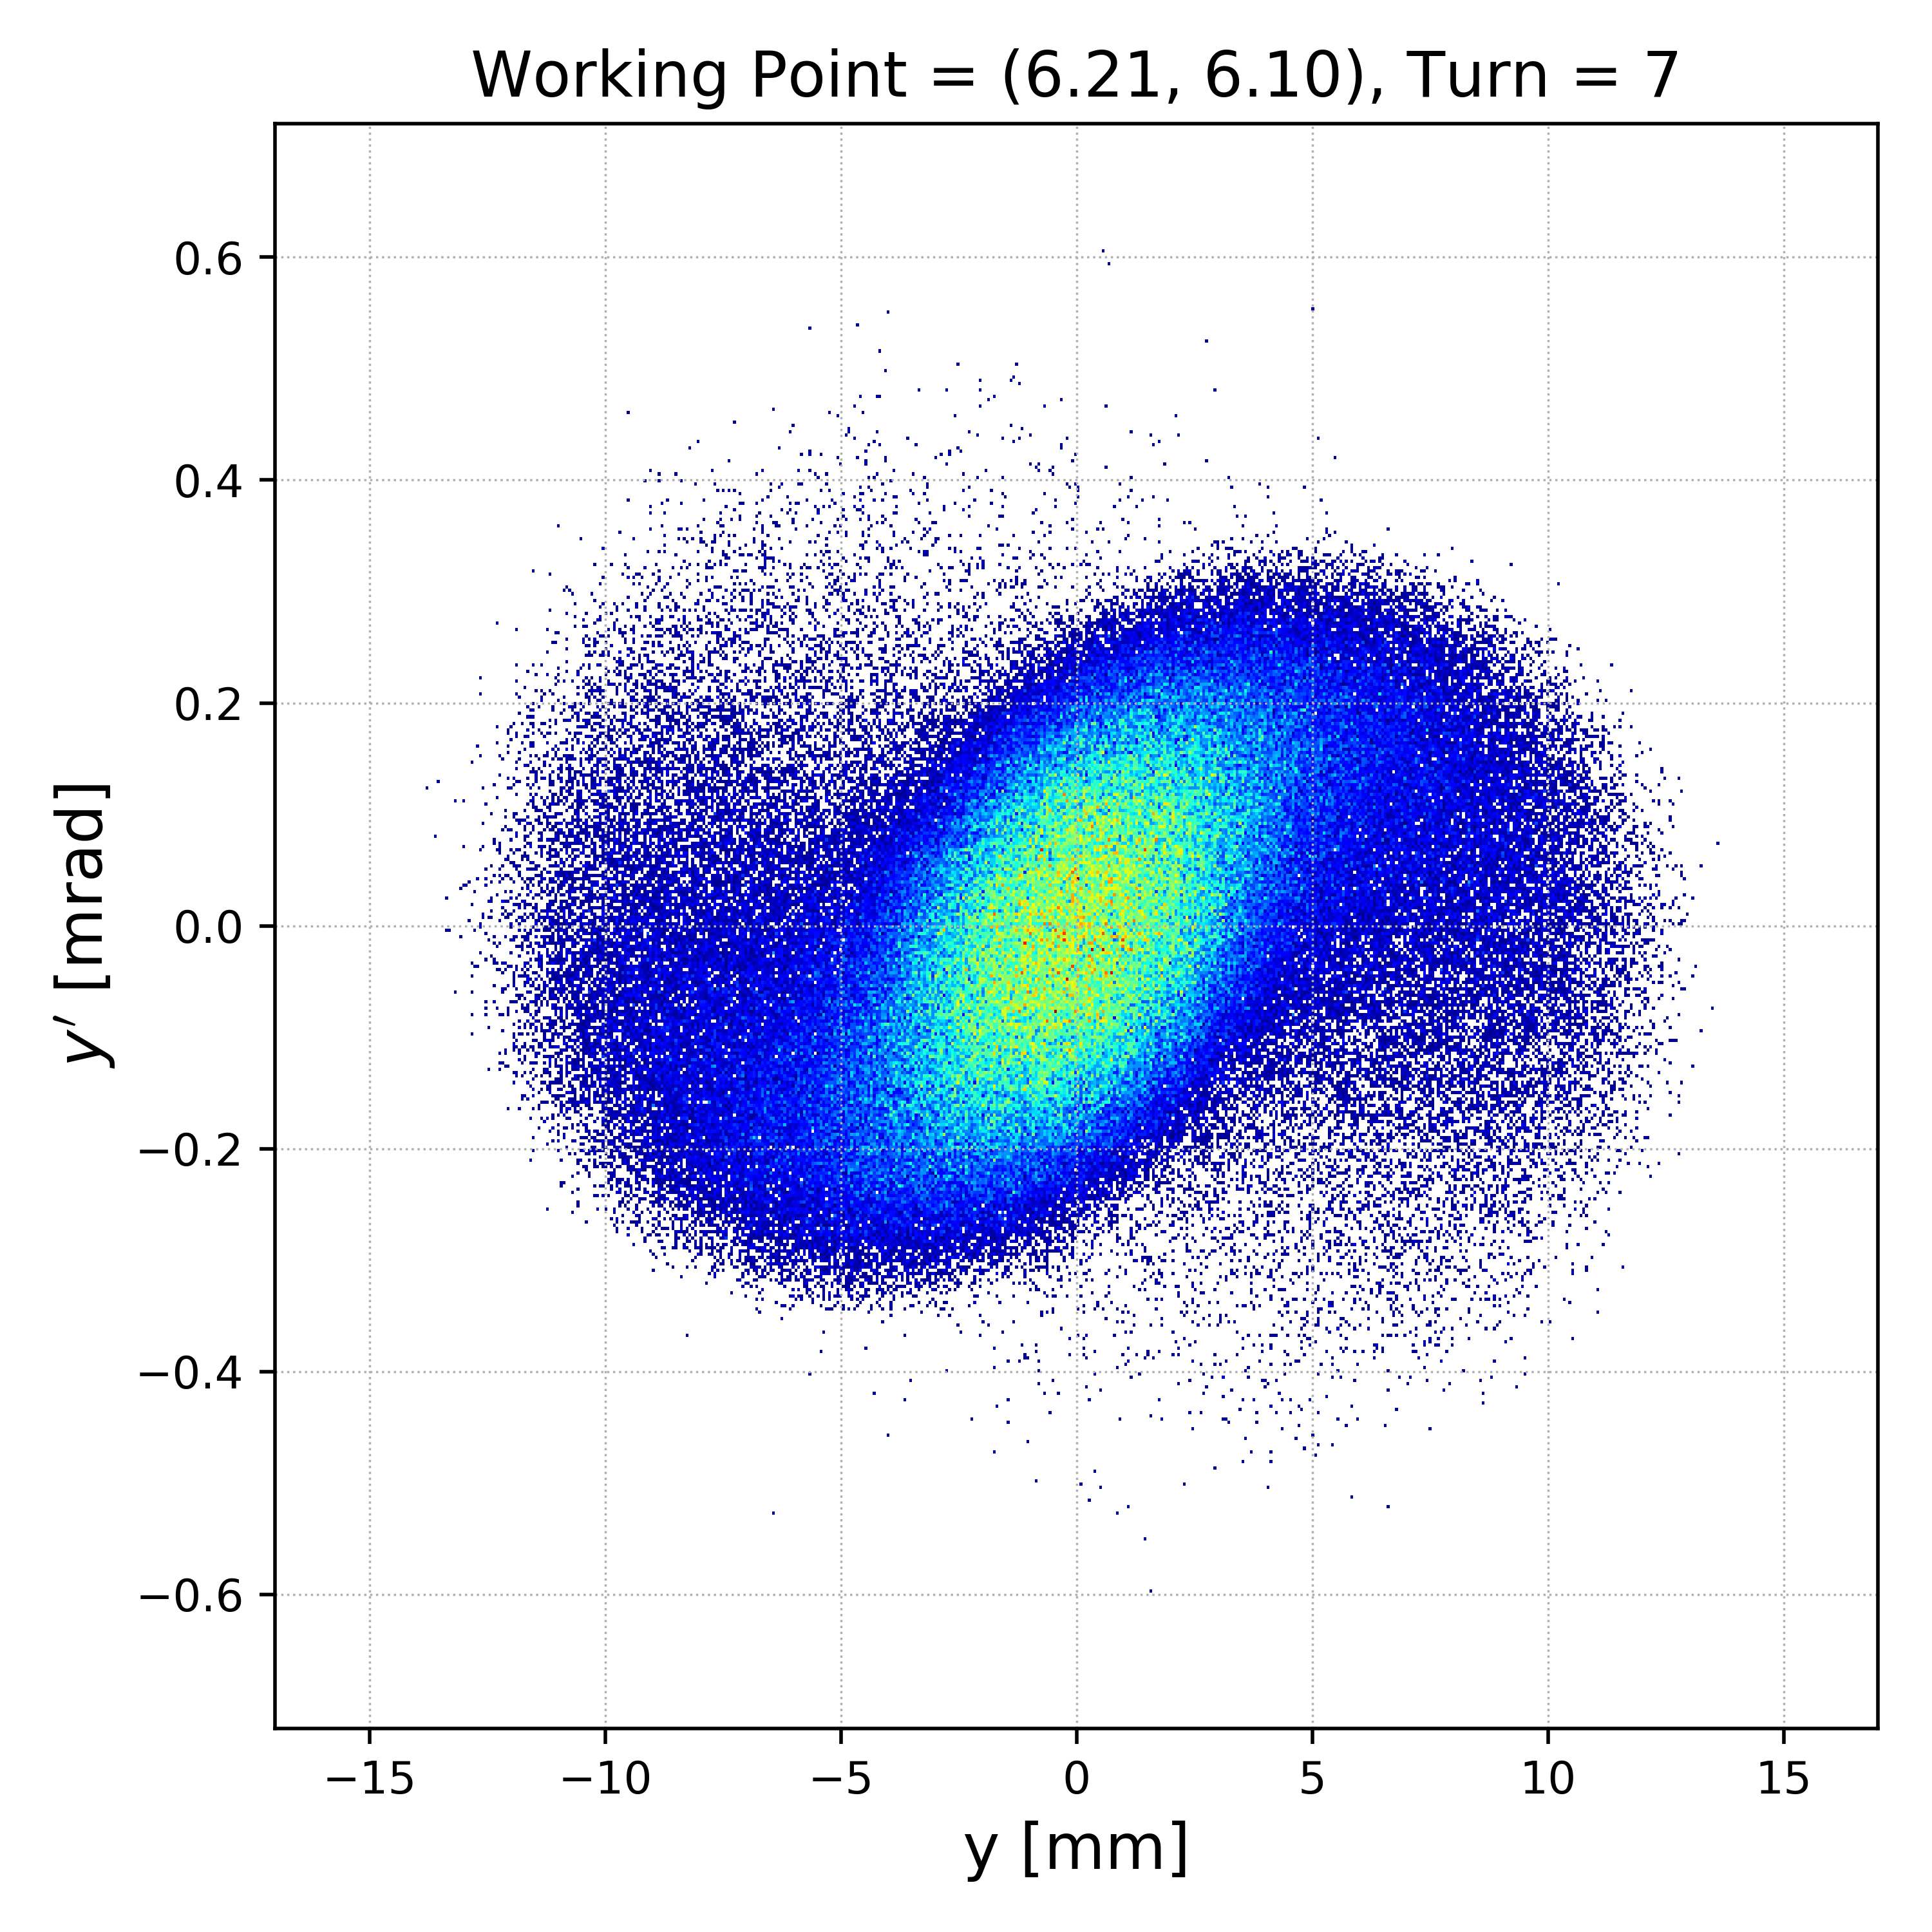 Working Point = (6.21, 6.10), Turn = 7
0.6
0.4
0.2
0.0
−0.2
−0.4
−0.6
y′ [mrad]
−15 −10 −5 0 5 10 15
y [mm]